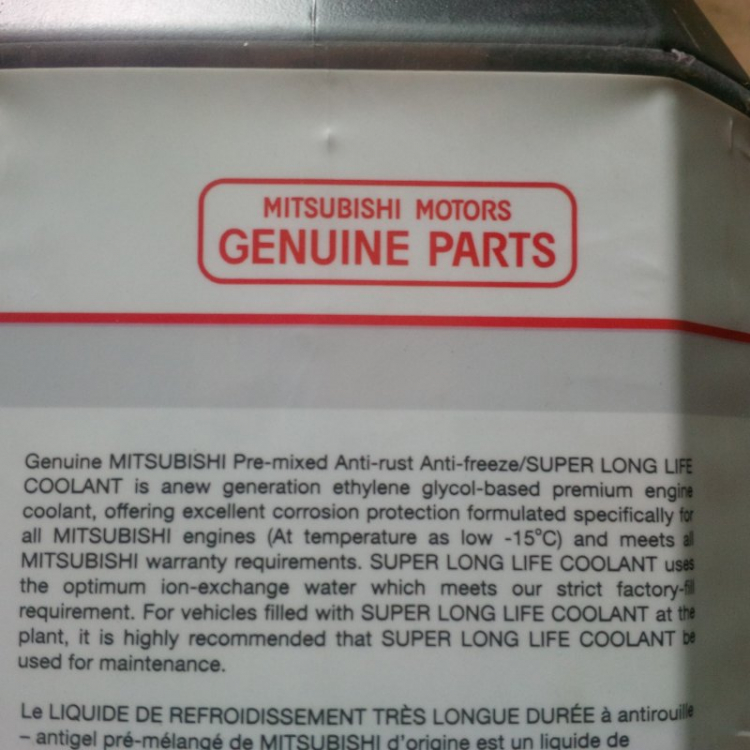 MITSUBISHI MOTORS
GENUINE PARTS
Genuine MITSUBISHI Pre-mixed Anti-rust Anti-freeze/SUPER LONG LIFE
COOLANT is anew generation ethylene glycol-based premium engine
coolant, offering excellent corrosion protection formulated specifically for
all MITSUBISHI engines (At temperature as low -15°C) and meets all
MITSUBISHI warranty requirements. SUPER LONG LIFE COOLANT uses
the optimum ion-exchange water which meets our strict factory-fill
requirement. For vehicles filled with SUPER LONG LIFE COOLANT at the
plant, it is highly recommended that SUPER LONG LIFE COOLANT be
used for maintenance.
Le LIQUIDE DE REFROIDISSEMENT TRÈS LONGUE DURÉE à antirouille
– antigel pré-mélangé de MITSUBISHI d'origine est un liquide de